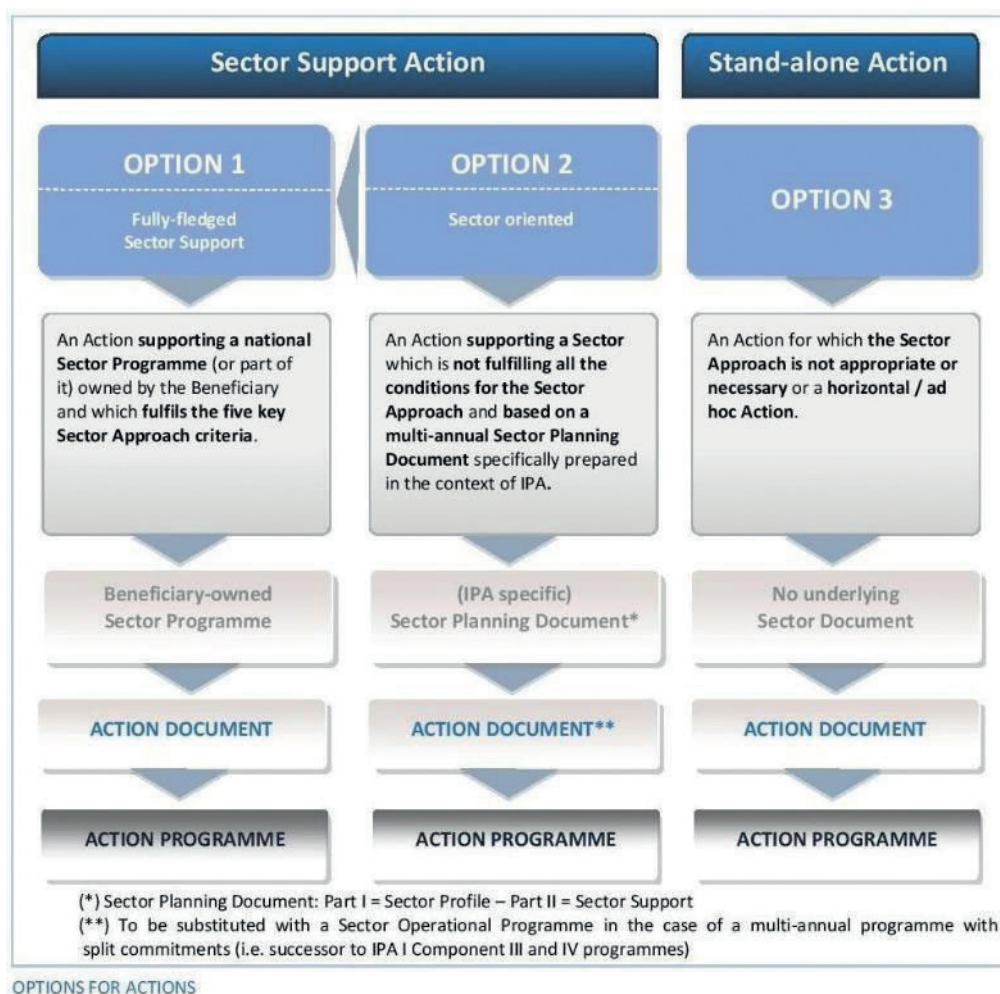 Sector Support Action
Stand-alone Action
OPTION 1
Fully-fledged
Sector Support
OPTION 2
Sector oriented
OPTION 3
An Action supporting a national
Sector Programme (or part of
it) owned by the Beneficiary
and which fulfils the five key
Sector Approach criteria.
An Action supporting a Sector
which is not fulfilling all the
conditions for the Sector
Approach and based on a
multi-annual Sector Planning
Document specifically prepared
in the context of IPA.
An Action for which the Sector
Approach is not appropriate or
necessary or a horizontal / ad
hoc Action.
Beneficiary-owned
Sector Programme
(IPA specific)
Sector Planning Document*
No underlying
Sector Document
ACTION DOCUMENT
ACTION DOCUMENT**
ACTION DOCUMENT
ACTION PROGRAMME
ACTION PROGRAMME
ACTION PROGRAMME
(*) Sector Planning Document: Part I = Sector Profile – Part II = Sector Support
(**) To be substituted with a Sector Operational Programme in the case of a multi-annual programme with
split commitments (i.e. successor to IPA I Component III and IV programmes)
OPTIONS FOR ACTIONS